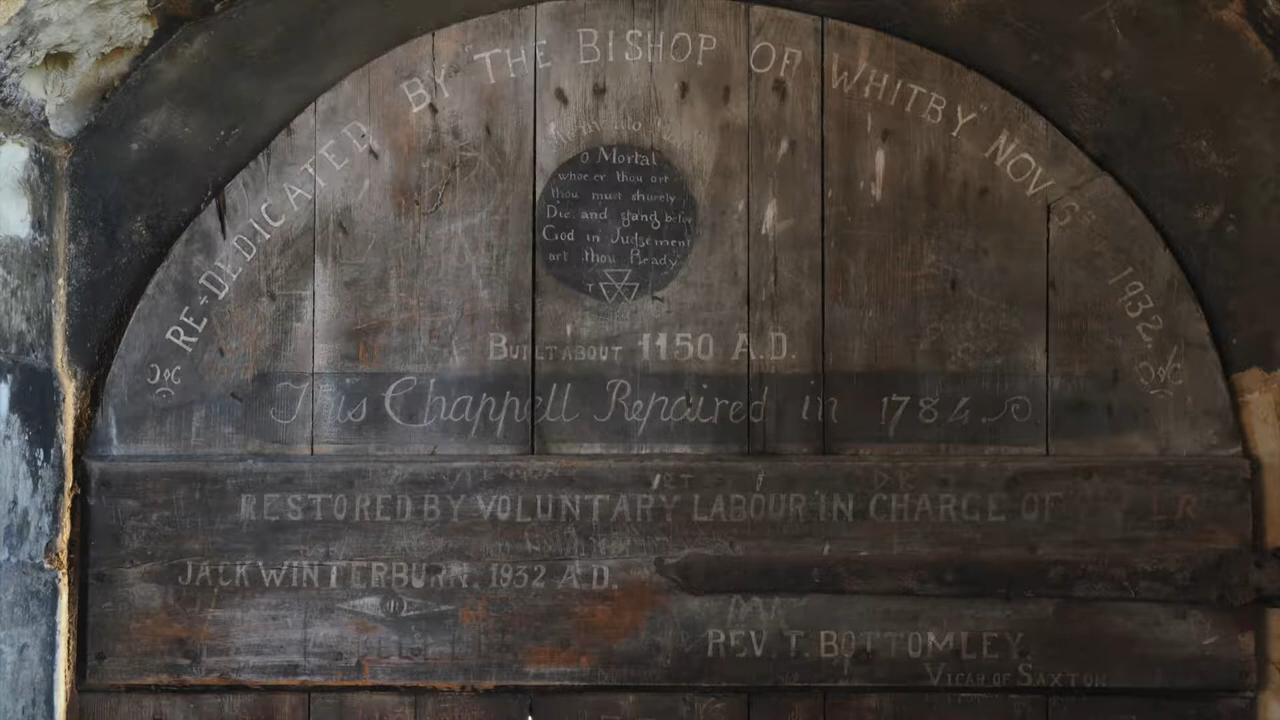 RE-DEDICATED BY THE BISHOP OF WHITBY NOV 6TH 1932.
O Mortal
whoe.er thou art
thou must shurely
Die. and stand before
God in Judgement
art thou Ready
BUILT ABOUT 1150 A.D.
This Chappell Repaired in 1784
RESTORED BY VOLUNTARY LABOUR IN CHARGE OF
JACK WINTERBURN. 1932 A.D.
REV. T. BOTTOMLEY.
VICAR OF SAXTON